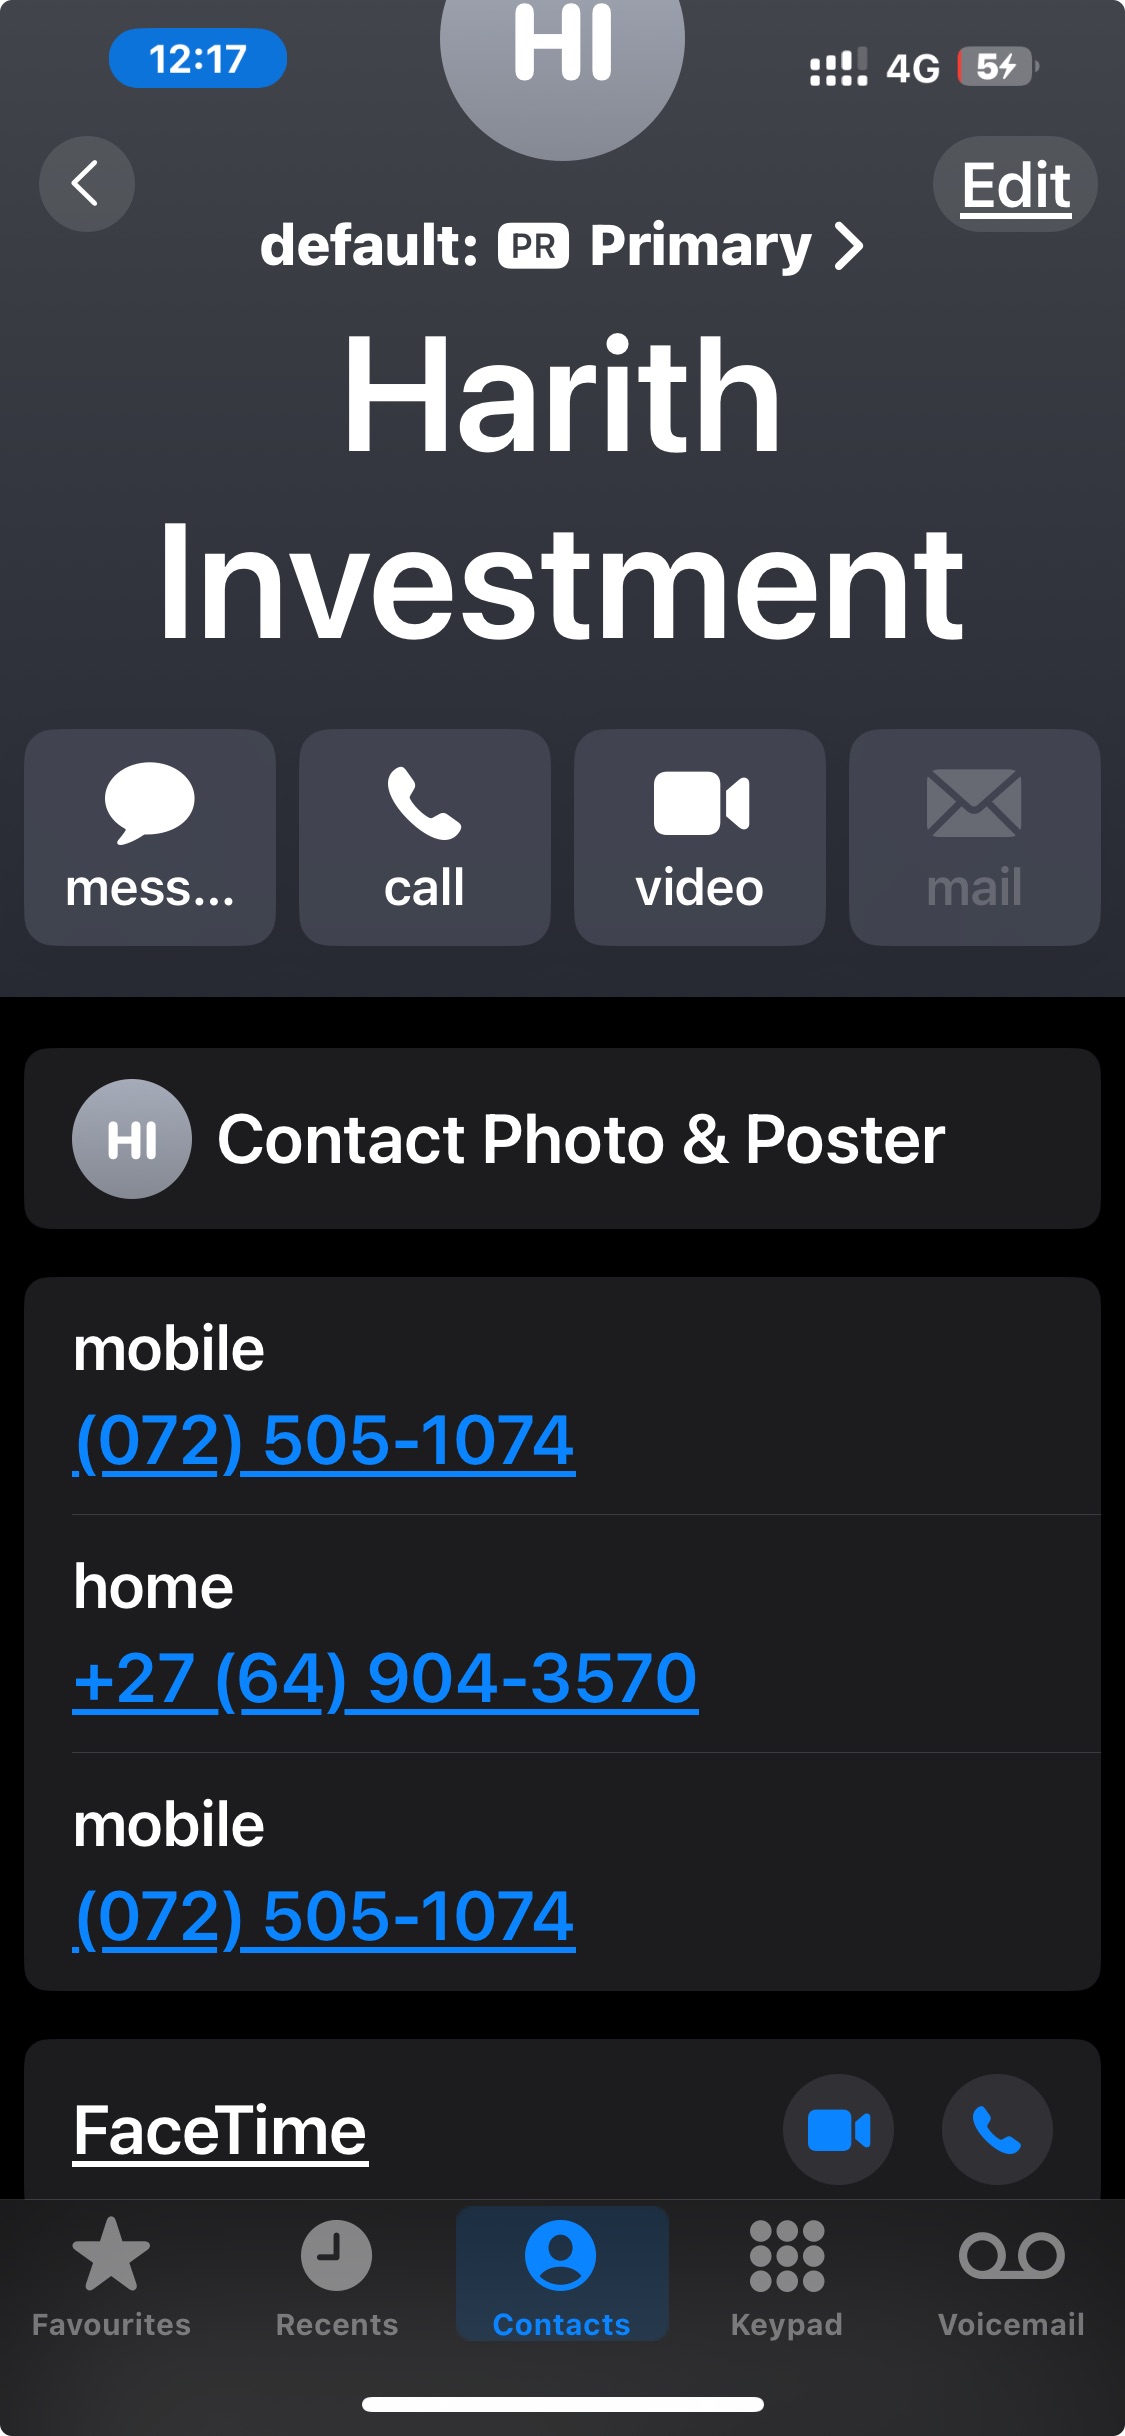 12:17
HI
4G
5
Edit
default: PR Primary
Harith
Investment
mess...
call
video
mail
HI
Contact Photo & Poster
mobile
(072) 505-1074
home
+27 (64) 904-3570
mobile
(072) 505-1074
FaceTime
Favourites
Recents
Contacts
Keypad
Voicemail